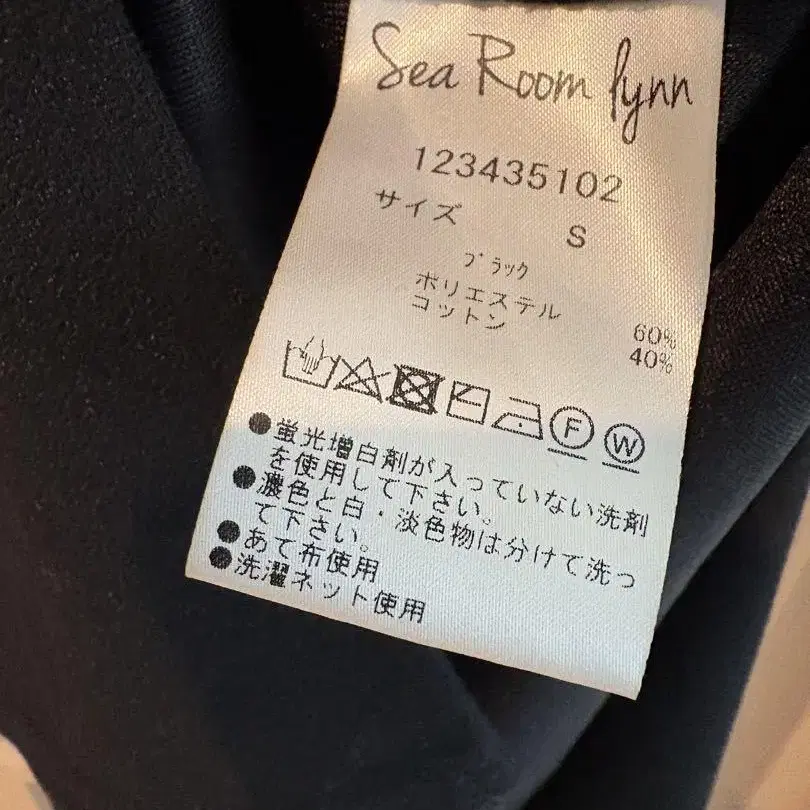 Sea Room lynn
123435102
サイズ S
ブラック
ポリエステル 60%
コットン 40%
F W
●蛍光増白剤が入っていない洗剤
を使用して下さい。
●濃色と白・淡色物は分けて洗っ
て下さい。
●あて布使用
●洗濯ネット使用